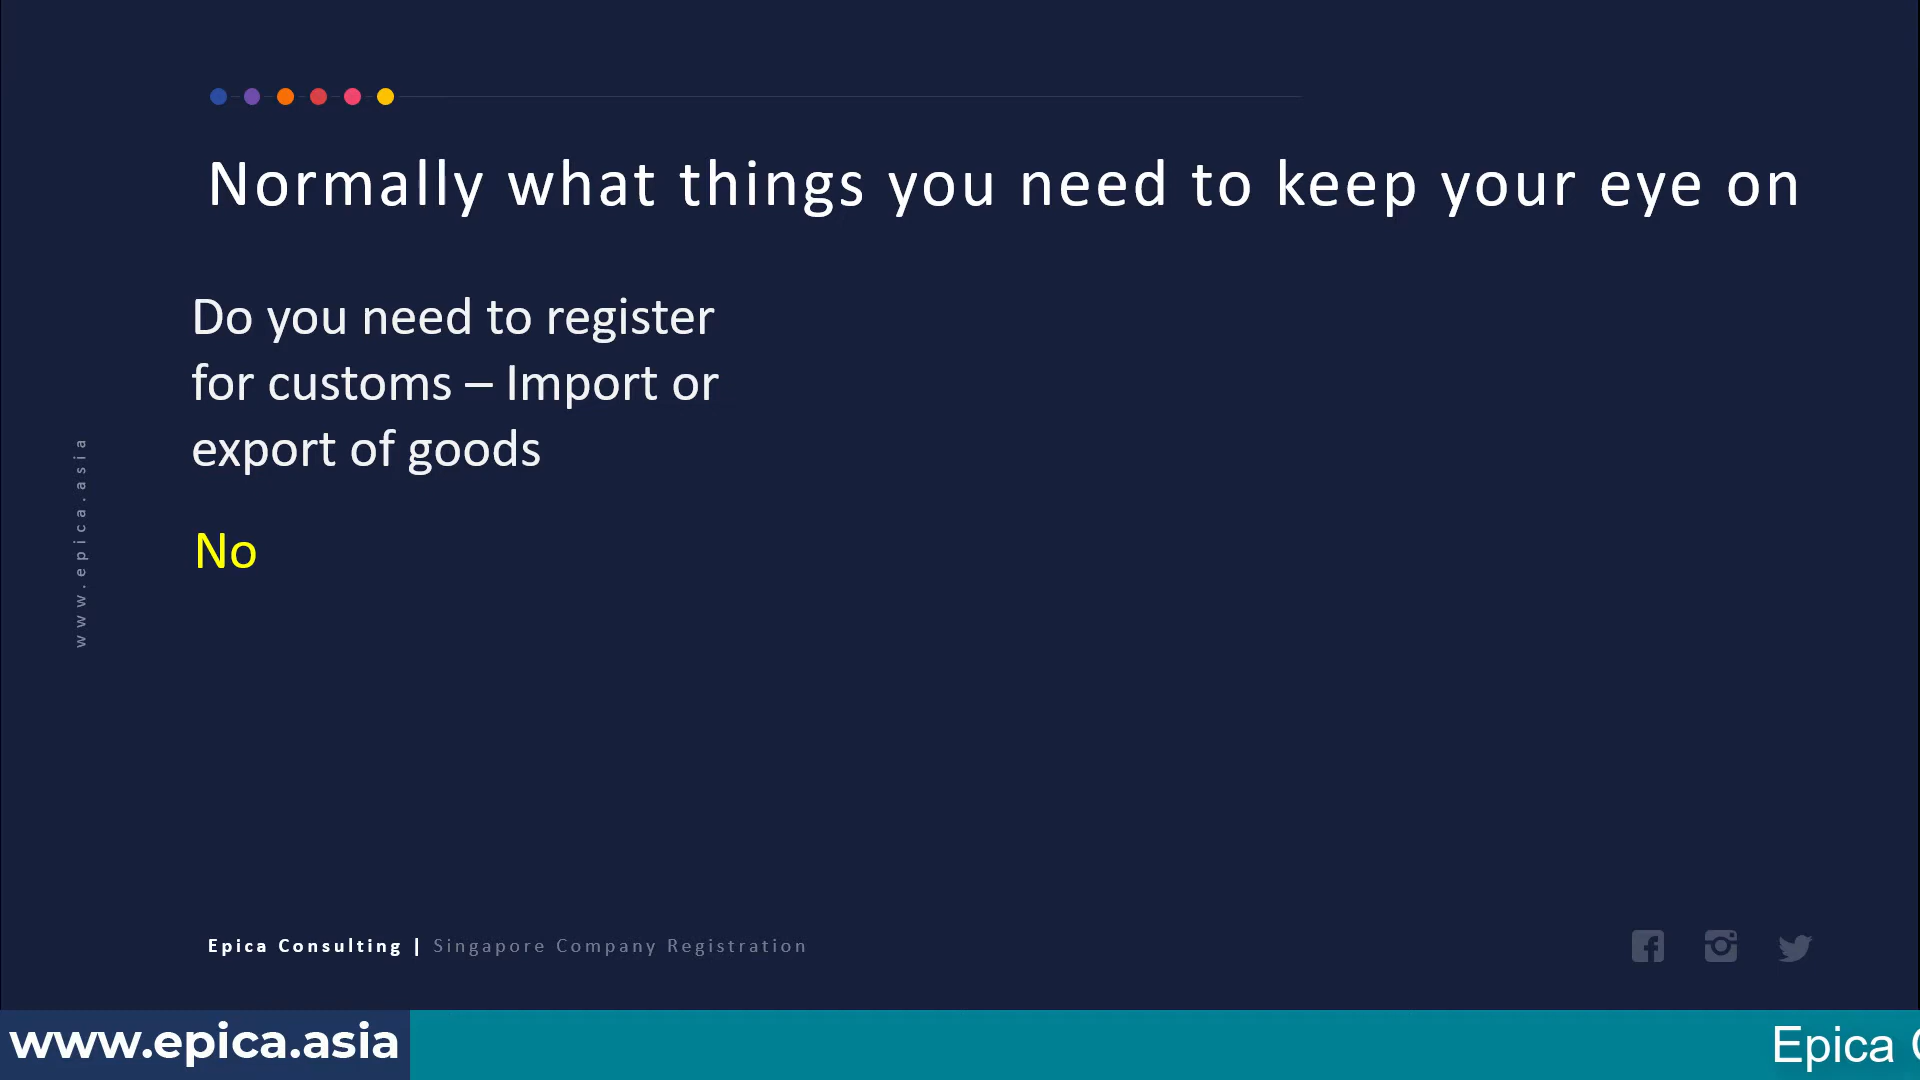 Normally what things you need to keep your eye on
Do you need to register
for customs – Import or
export of goods
No
www.epica.asia
Epica Consulting | Singapore Company Registration
www.epica.asia
Epica